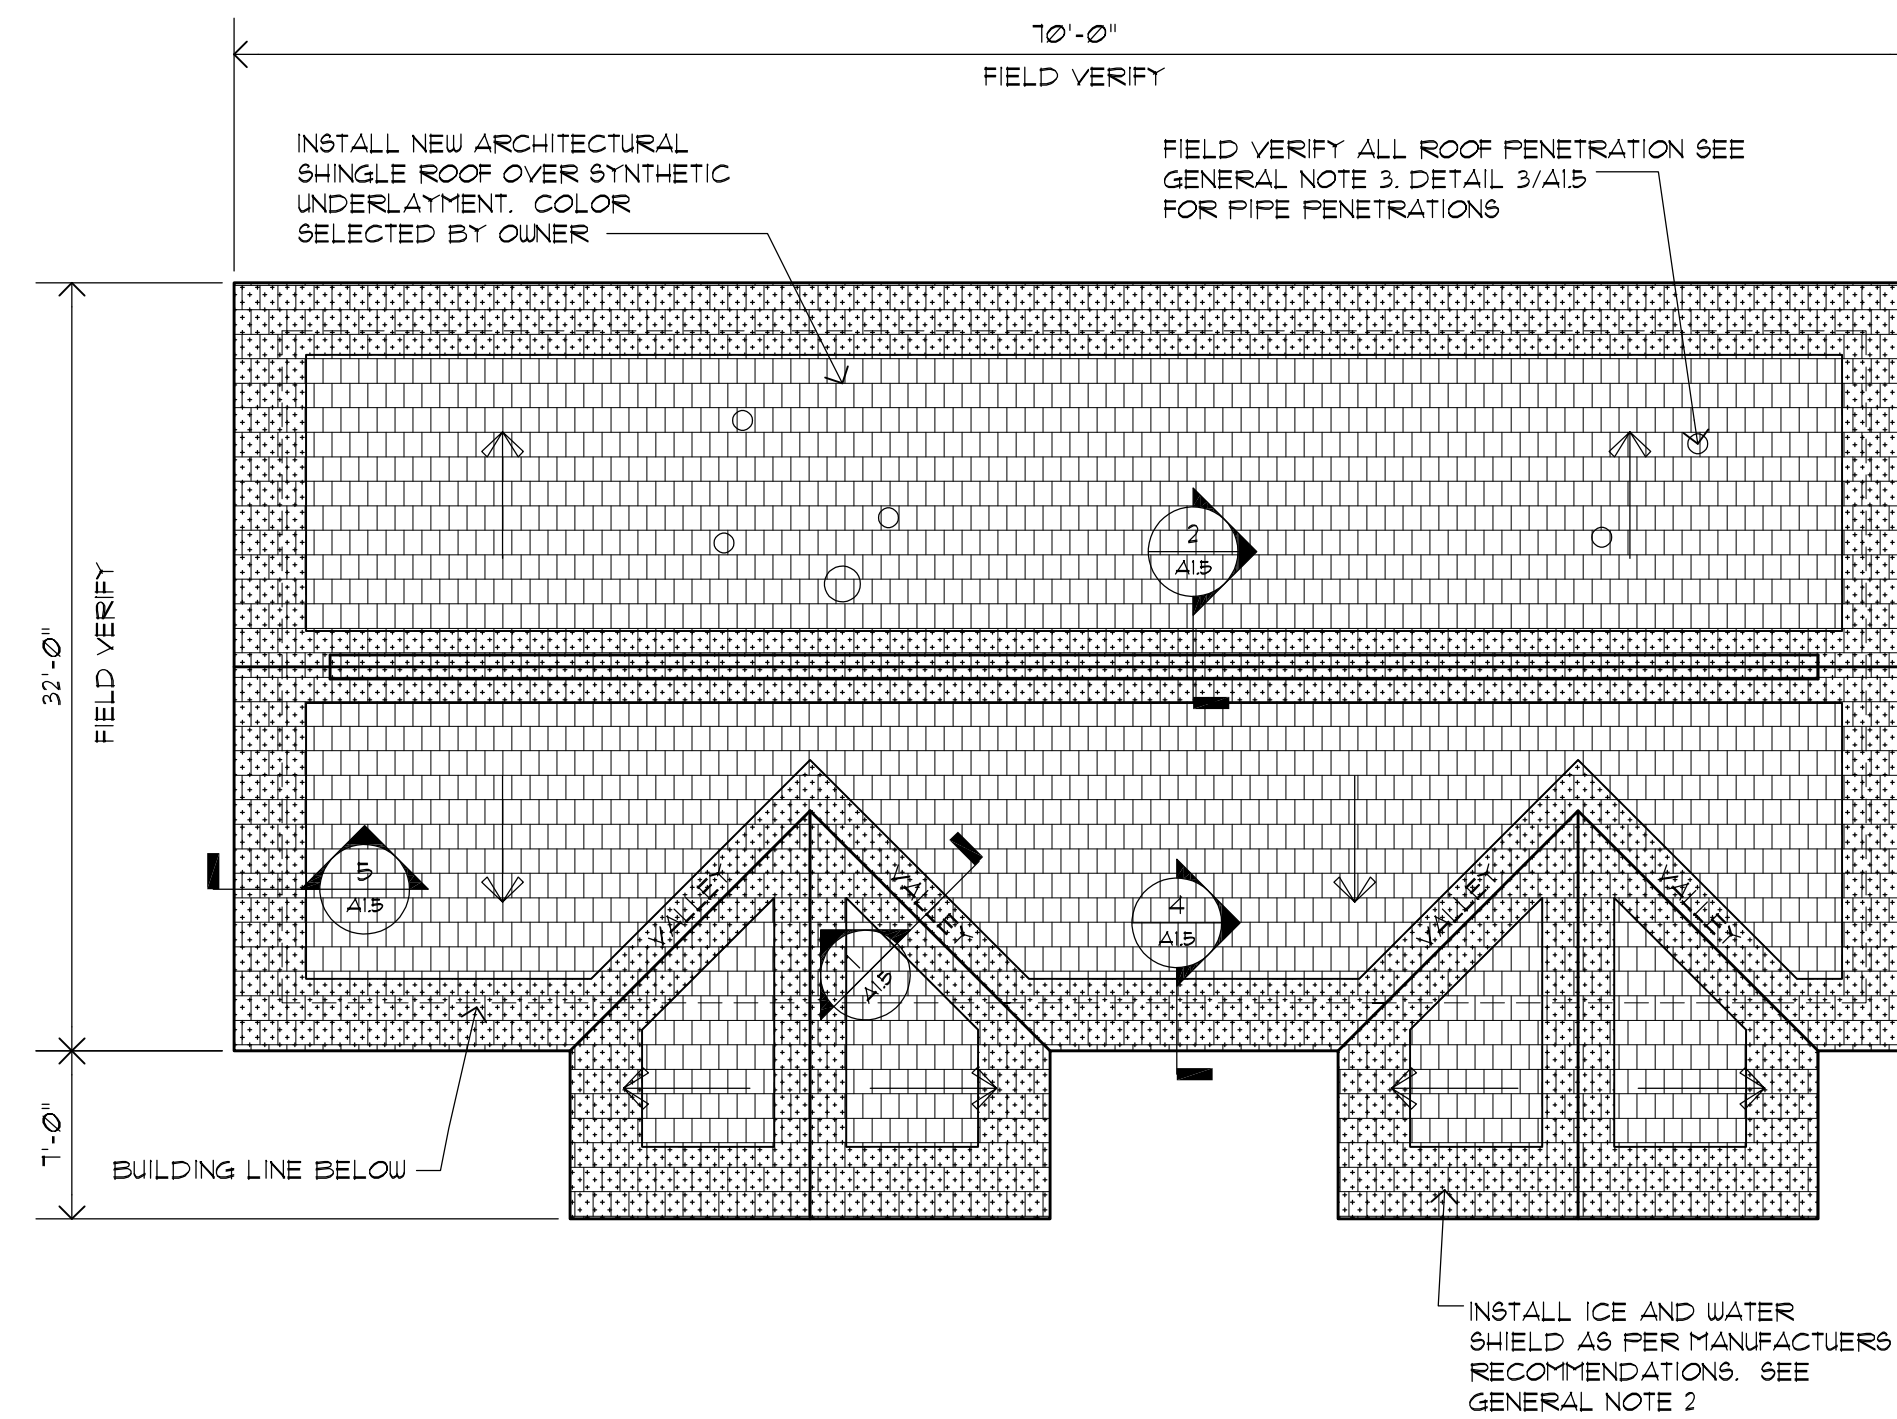 70'-0"
FIELD VERIFY
INSTALL NEW ARCHITECTURAL
SHINGLE ROOF OVER SYNTHETIC
UNDERLAYMENT. COLOR
SELECTED BY OWNER
FIELD VERIFY ALL ROOF PENETRATION SEE
GENERAL NOTE 3. DETAIL 3/A1.5
FOR PIPE PENETRATIONS
32'-0"
FIELD VERIFY
2
A1.5
5
A1.5
VALLEY
VALLEY
1
A1.5
4
A1.5
VALLEY
VALLEY
7'-0"
BUILDING LINE BELOW
INSTALL ICE AND WATER
SHIELD AS PER MANUFACTUERS
RECOMMENDATIONS. SEE
GENERAL NOTE 2